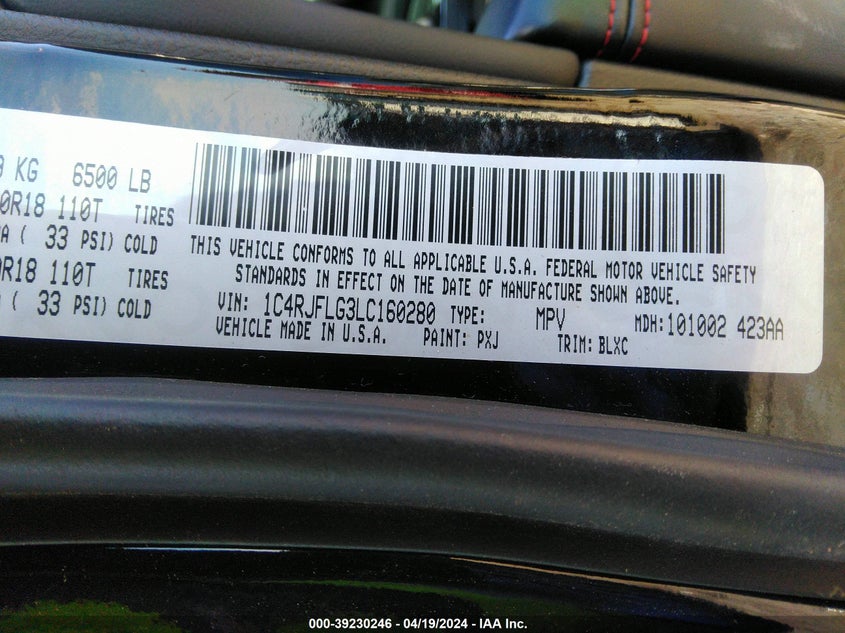 KG 6500 LB
0R18 110T TIRES
( 33 PSI) COLD
R18 110T TIRES
( 33 PSI) COLD
THIS VEHICLE CONFORMS TO ALL APPLICABLE U.S.A. FEDERAL MOTOR VEHICLE SAFETY
STANDARDS IN EFFECT ON THE DATE OF MANUFACTURE SHOWN ABOVE.
VIN: 1C4RJFLG3LC160280 TYPE: MPV MDH:101002 423AA
VEHICLE MADE IN U.S.A. PAINT: PXJ TRIM: BLXC
000-39230246 - 04/19/2024 - IAA Inc.